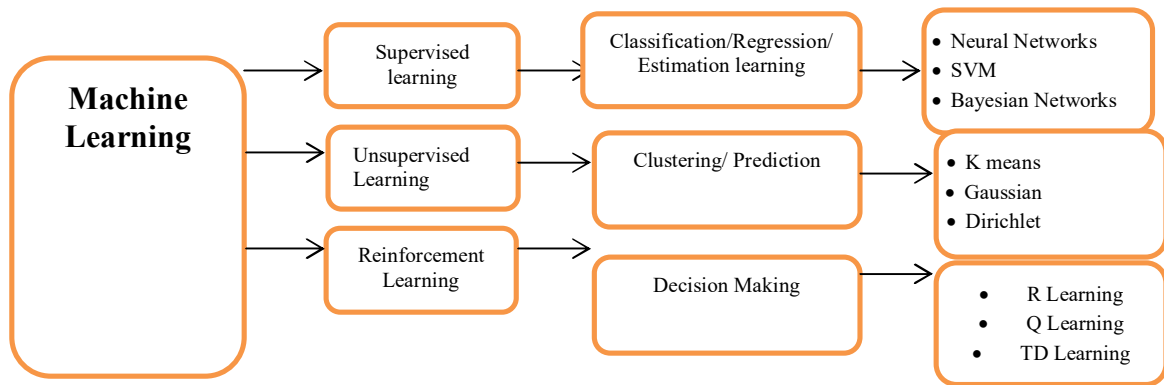 Machine
Learning
Supervised
learning
Classification/Regression/
Estimation learning
• Neural Networks
• SVM
• Bayesian Networks
Unsupervised
Learning
Clustering/ Prediction
• K means
• Gaussian
• Dirichlet
Reinforcement
Learning
Decision Making
• R Learning
• Q Learning
• TD Learning